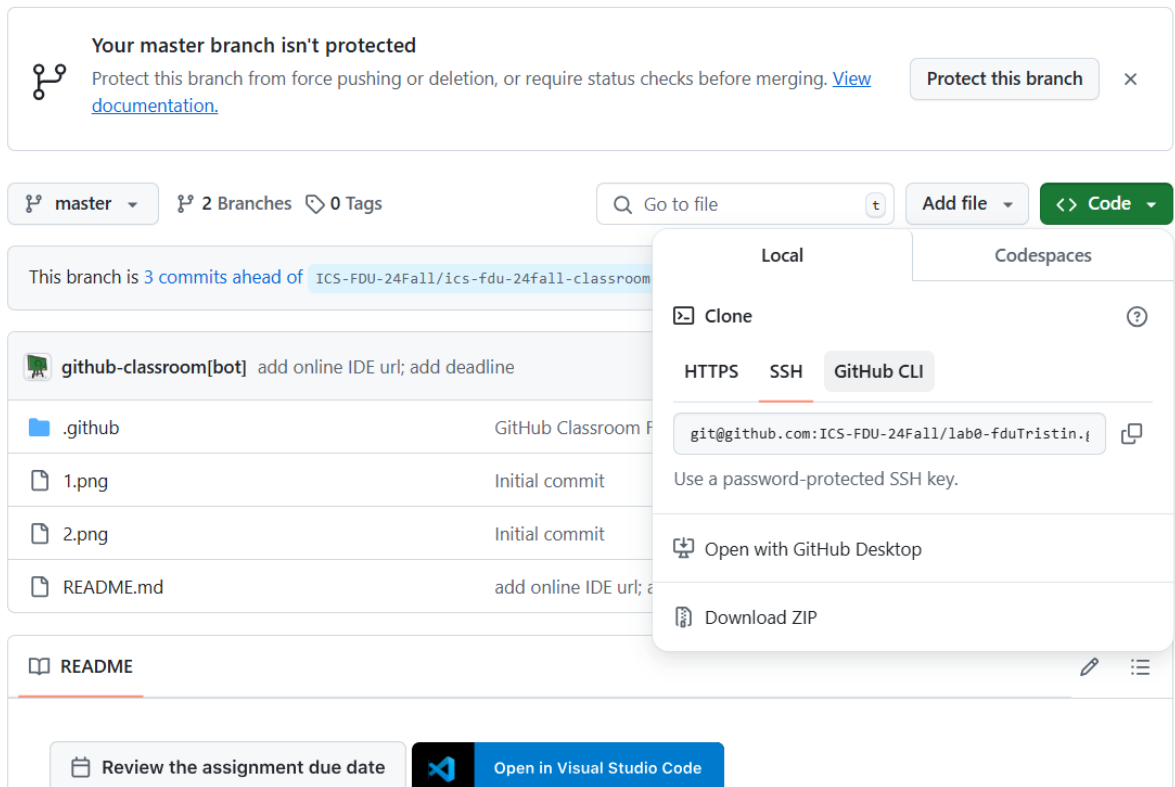 Your master branch isn't protected
Protect this branch from force pushing or deletion, or require status checks before merging. View
documentation.
Protect this branch
master
2 Branches
0 Tags
Go to file
t
Add file
<> Code
This branch is 3 commits ahead of ICS-FDU-24Fall/ics-fdu-24fall-classroom
Local
Codespaces
Clone
HTTPS
SSH
GitHub CLI
git@github.com:ICS-FDU-24Fall/lab0-fduTristin.
Use a password-protected SSH key.
Open with GitHub Desktop
Download ZIP
github-classroom[bot] add online IDE url; add deadline
.github
GitHub Classroom
1.png
Initial commit
2.png
Initial commit
README.md
add online IDE url;
README
Review the assignment due date
Open in Visual Studio Code